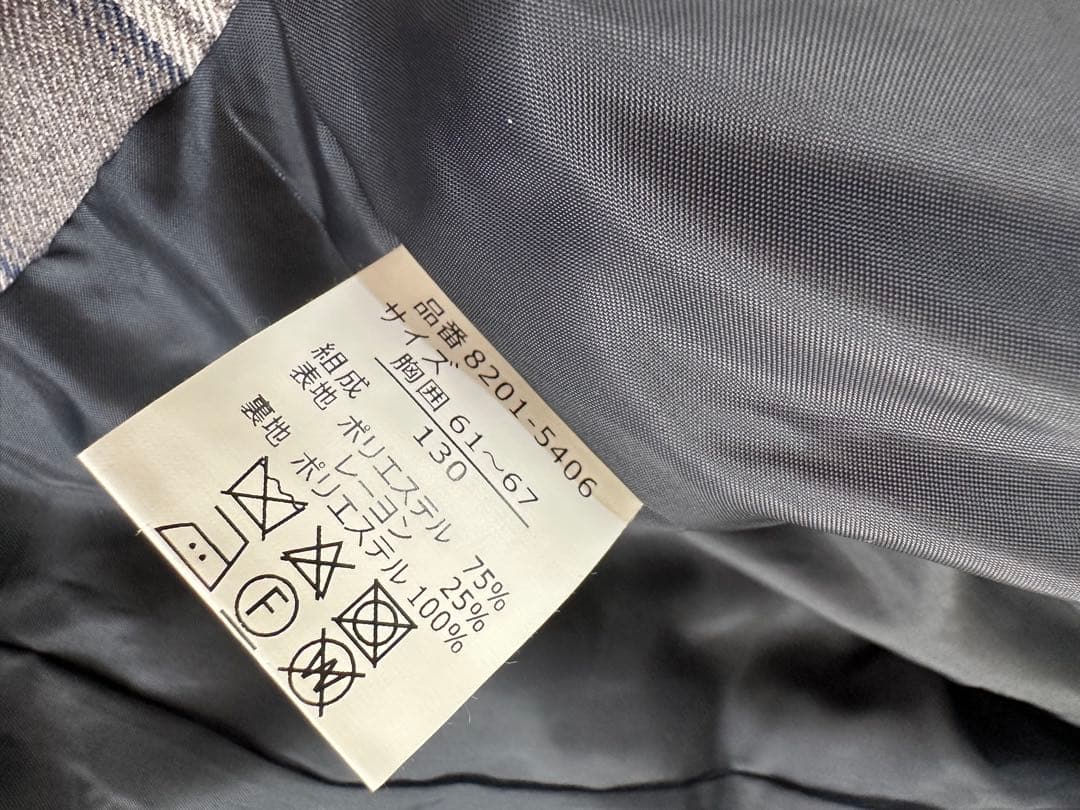 品番 8201-5406
サイズ
胸囲 61～67
130
組成
表地 ポリエステル 75%
レーヨン 25%
裏地 ポリエステル 100%
F
W